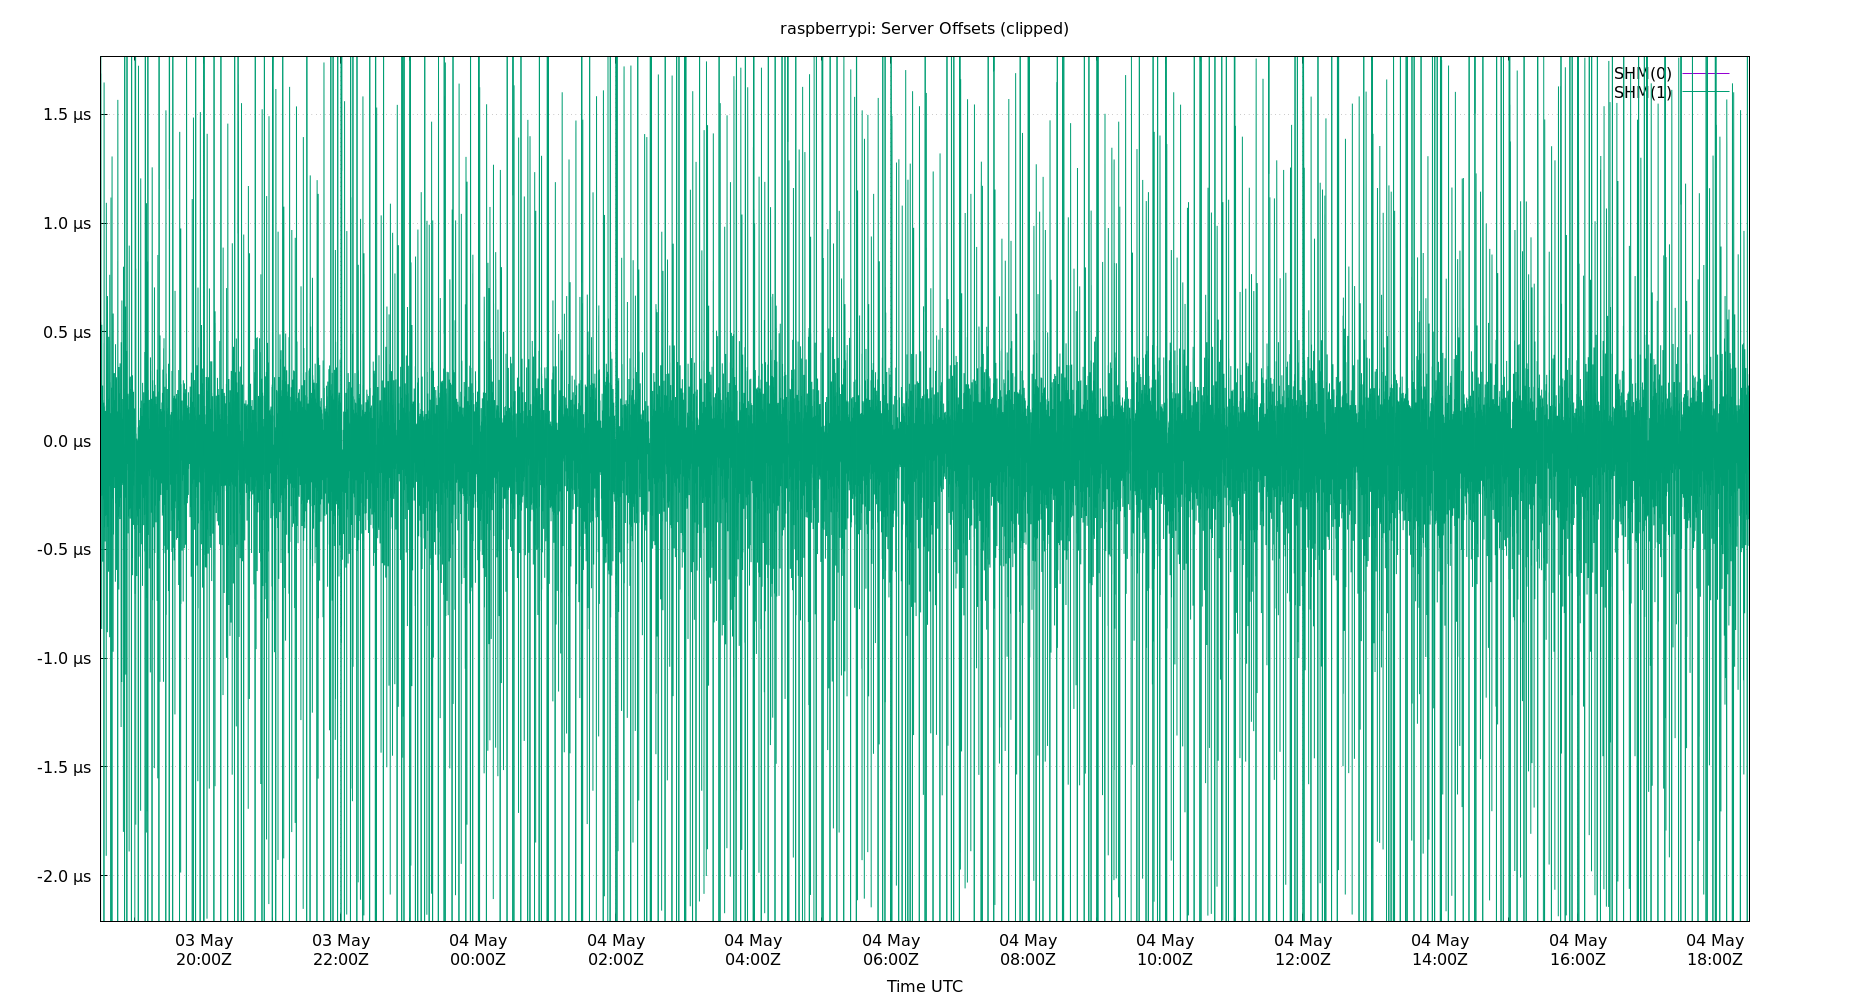 raspberrypi: Server Offsets (clipped)
SHM(0)
SHM(1)
1.5 µs
1.0 µs
0.5 µs
0.0 µs
-0.5 µs
-1.0 µs
-1.5 µs
-2.0 µs
03 May 03 May 04 May 04 May 04 May 04 May 04 May 04 May 04 May 04 May 04 May 04 May
20:00Z 22:00Z 00:00Z 02:00Z 04:00Z 06:00Z 08:00Z 10:00Z 12:00Z 14:00Z 16:00Z 18:00Z
Time UTC